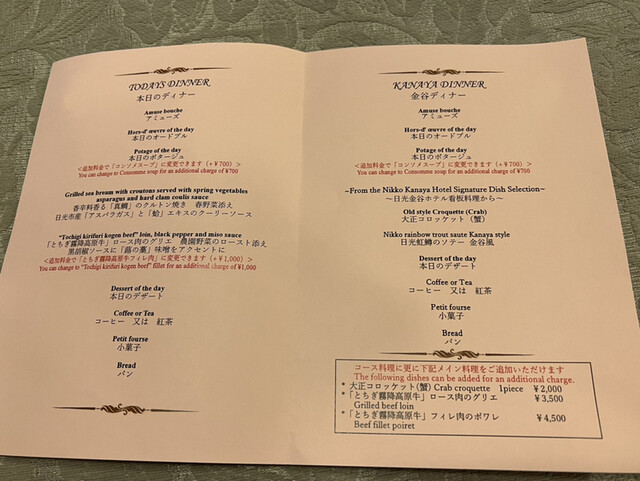 TODAYS DINNER
本日のディナー
Amuse bouche
アミューズ
Hors-d' œuvre of the day
本日のオードブル
Potage of the day
本日のポタージュ
<追加料金で「コンソメスープ」に変更できます(+¥700)>
You can change to Consomme soup for an additional charge of ¥700
Grilled sea bream with croutons served with spring vegetables
asparagus and hard clam coulis sauce
香辛料香る「真鯛」のクルトン焼き 春野菜添え
日光市産「アスパラガス」と「蛤」エキスのクーリーソース
"Tochigi kirifuri kogen beef" loin, black pepper and miso sauce
「とちぎ霧降高原牛」ロース肉のグリエ 農園野菜のロースト添え
黒胡椒ソースに「蕗の薹」味噌をアクセントに
<追加料金で「とちぎ霧降高原牛フィレ肉」に変更できます(+¥1,000)>
You can change to "Tochigi kirifuri kogen beef" fillet for an additional charge of ¥1,000
Dessert of the day
本日のデザート
Coffee or Tea
コーヒー 又は 紅茶
Petit fourse
小菓子
Bread
パン
KANAYA DINNER
金谷ディナー
Amuse bouche
アミューズ
Hors-d' œuvre of the day
本日のオードブル
Potage of the day
本日のポタージュ
<追加料金で「コンソメスープ」に変更できます(+¥700)>
You can change to Consomme soup for an additional charge of ¥700
~From the Nikko Kanaya Hotel Signature Dish Selection~
~日光金谷ホテル看板料理から~
Old style Croquette (Crab)
大正コロッケット(蟹)
Nikko rainbow trout saute Kanaya style
日光虹鱒のソテー 金谷風
Dessert of the day
本日のデザート
Coffee or Tea
コーヒー 又は 紅茶
Petit fourse
小菓子
Bread
パン
コース料理に更に下記メイン料理をご追加いただけます
The following dishes can be added for an additional charge.
* 大正コロッケット(蟹) Crab croquette 1piece ¥2,000
*「とちぎ霧降高原牛」ロース肉のグリエ ¥3,500
Grilled beef loin
*「とちぎ霧降高原牛」フィレ肉のポワレ ¥4,500
Beef fillet poiret